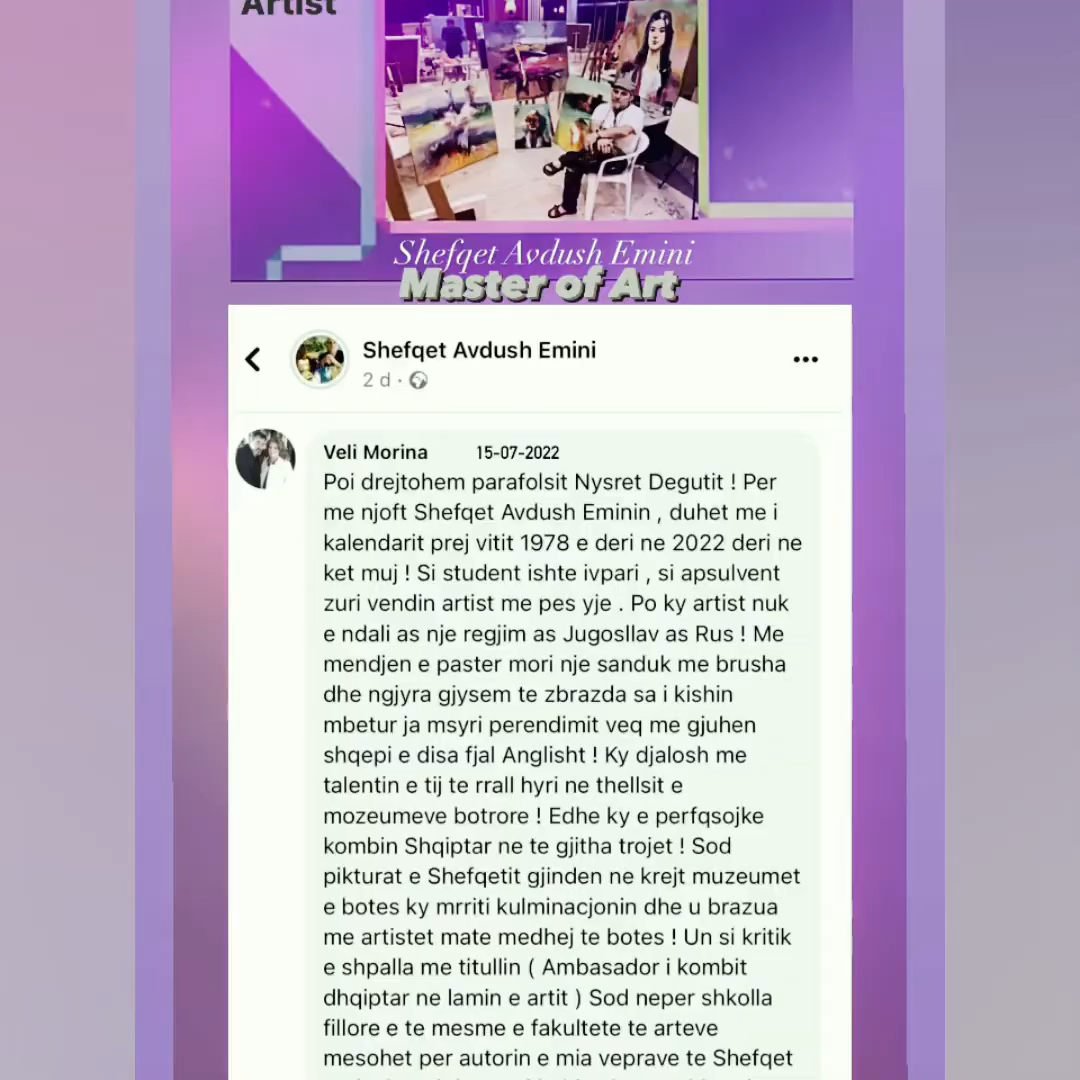 Artist
Shefqet Avdush Emini
Master of Art
Shefqet Avdush Emini
2 d ·
Veli Morina 15-07-2022
Poi drejtohem parafolsit Nysret Degutit ! Per
me njoft Shefqet Avdush Eminin , duhet me i
kalendarit prej vitit 1978 e deri ne 2022 deri ne
ket muj ! Si student ishte ivpari , si apsulvent
zuri vendin artist me pes yje . Po ky artist nuk
e ndali as nje regjim as Jugosllav as Rus ! Me
mendjen e paster mori nje sanduk me brusha
dhe ngjyra gjysem te zbrazda sa i kishin
mbetur ja msyri perendimit veq me gjuhen
shqepi e disa fjal Anglisht ! Ky djalosh me
talentin e tij te rrall hyri ne thellsit e
mozeumeve botrore ! Edhe ky e perfqsojke
kombin Shqiptar ne te gjitha trojet ! Sod
pikturat e Shefqetit gjinden ne krejt muzeumet
e botes ky mrriti kulminacjonin dhe u brazua
me artistet mate medhej te botes ! Un si kritik
e shpalla me titullin ( Ambasador i kombit
dhqiptar ne lamin e artit ) Sod neper shkolla
fillore e te mesme e fakultete te arteve
mesohet per autorin e mia veprave te Shefqet